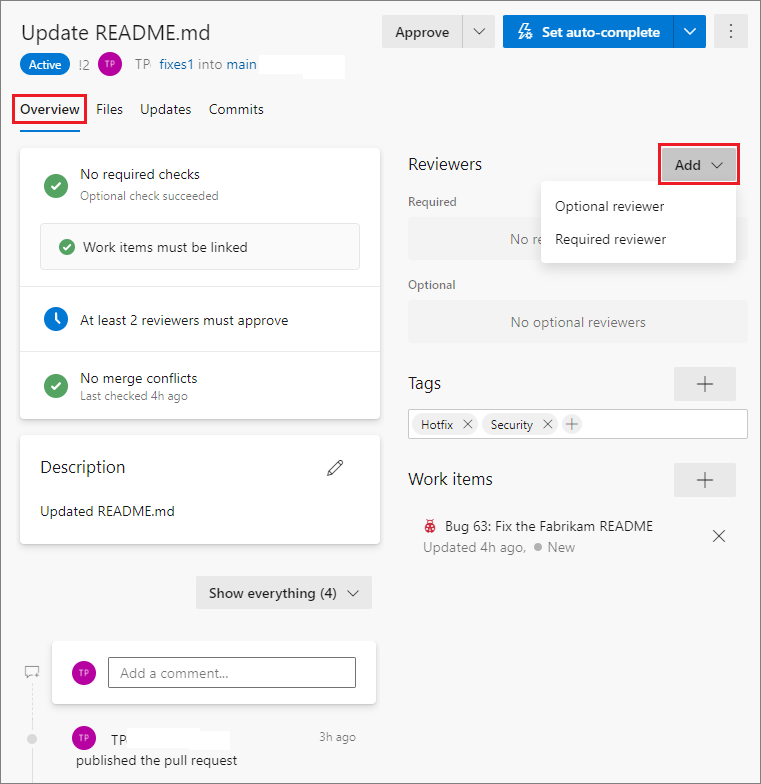 Update README.md
Approve
Set auto-complete
Active !2 TP TP fixes1 into main
Overview Files Updates Commits
No required checks
Optional check succeeded
Work items must be linked
At least 2 reviewers must approve
No merge conflicts
Last checked 4h ago
Description
Updated README.md
Show everything (4)
TP Add a comment...
TP TP 3h ago
published the pull request
Reviewers
Add
Optional reviewer
Required reviewer
Required
No
Optional
No optional reviewers
Tags
Hotfix Security
Work items
Bug 63: Fix the Fabrikam README
Updated 4h ago, New